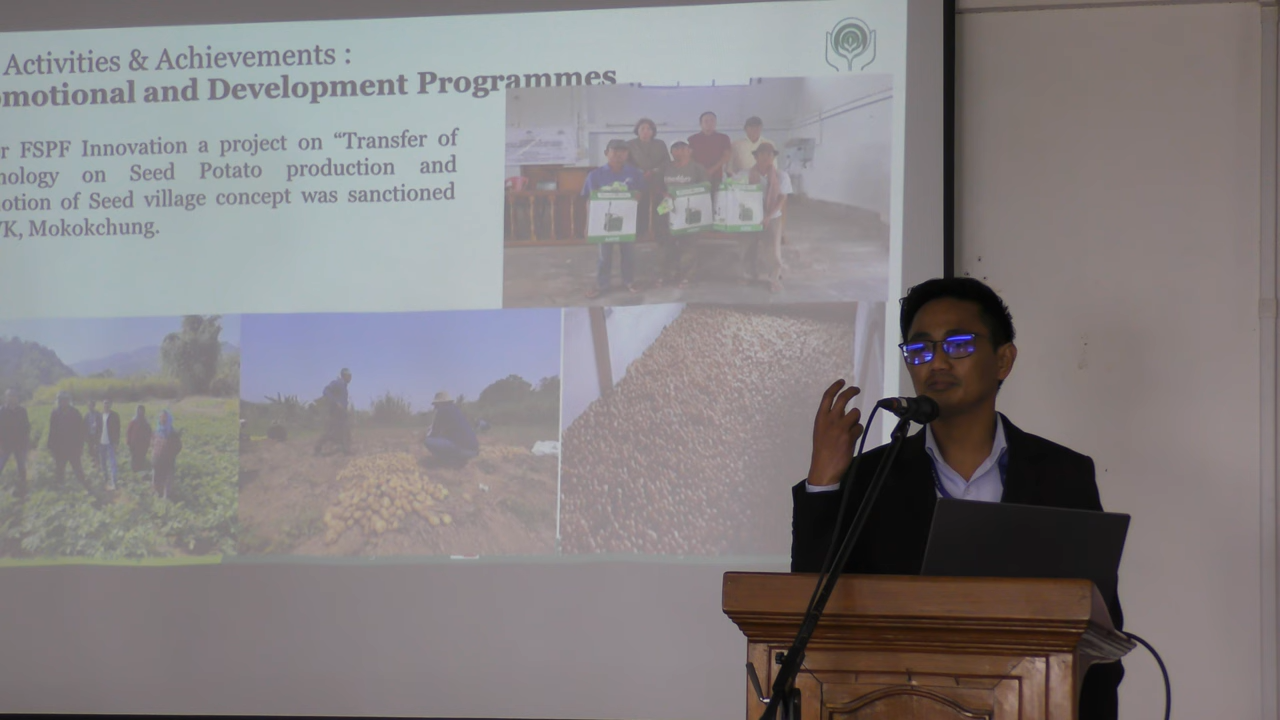 Activities & Achievements :
omotional and Development Programmes
r FSPF Innovation a project on “Transfer of
nology on Seed Potato production and
otion of Seed village concept was sanctioned
VK, Mokokchung.